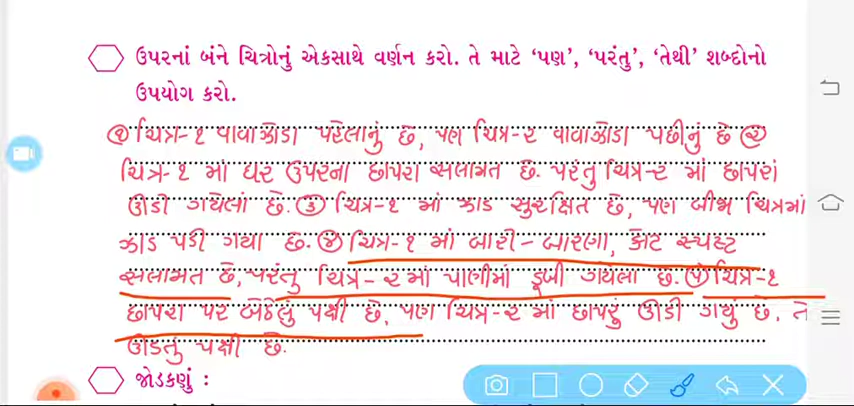 ઉપરનાં બંને ચિત્રોનું એકસાથે વર્ણન કરો. તે માટે 'પણ', 'પરંતુ', 'તેથી' શબ્દોનો
ઉપયોગ કરો.
① ચિત્ર-૧ વાવાઝોડા પહેલાનું છે, પણ ચિત્ર-૨ વાવાઝોડા પછીનું છે ②
ચિત્ર-૧ માં ઘર ઉપરના છાપરા સલામત છે. પરંતુ ચિત્ર-૨ માં છાપરાં
ઊડી ગયેલાં છે. ③ ચિત્ર-૧ માં ઝાડ સુરક્ષિત છે, પણ બીજા ચિત્રમાં
ઝાડ પડી ગયા છે. ④ ચિત્ર-૧ માં બારી-બારણા, કોટ સ્પષ્ટ
સલામત છે, પરંતુ ચિત્ર-૨માં પાણીમાં ડૂબી ગયેલા છે. ⑤ ચિત્ર-૧
છાપરા પર બેઠેલું પક્ષી છે, પણ ચિત્ર-૨માં છાપરું ઊડી ગયું છે. તે
ઊડતુ પક્ષી છે.
જોડકણું :